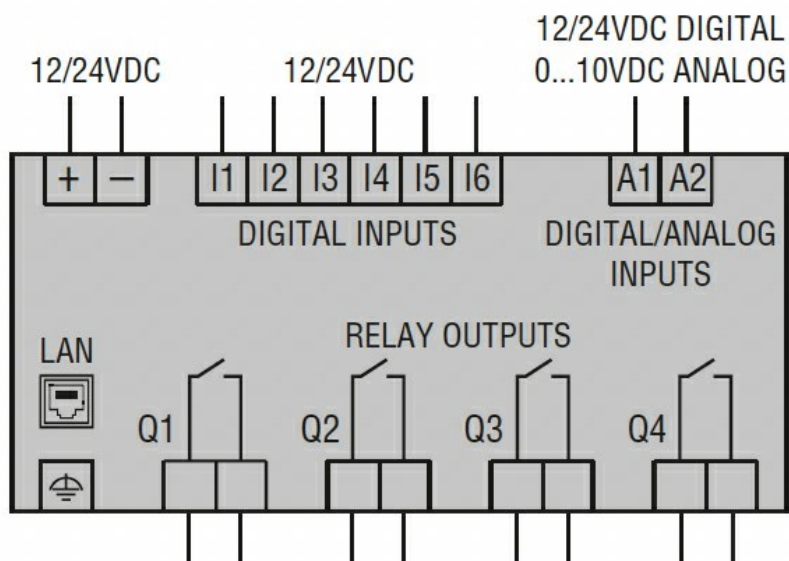 12/24VDC DIGITAL
12/24VDC 12/24VDC 0...10VDC ANALOG
+ − I1 I2 I3 I4 I5 I6 A1 A2
DIGITAL INPUTS
DIGITAL/ANALOG
INPUTS
RELAY OUTPUTS
LAN
Q1 Q2 Q3 Q4